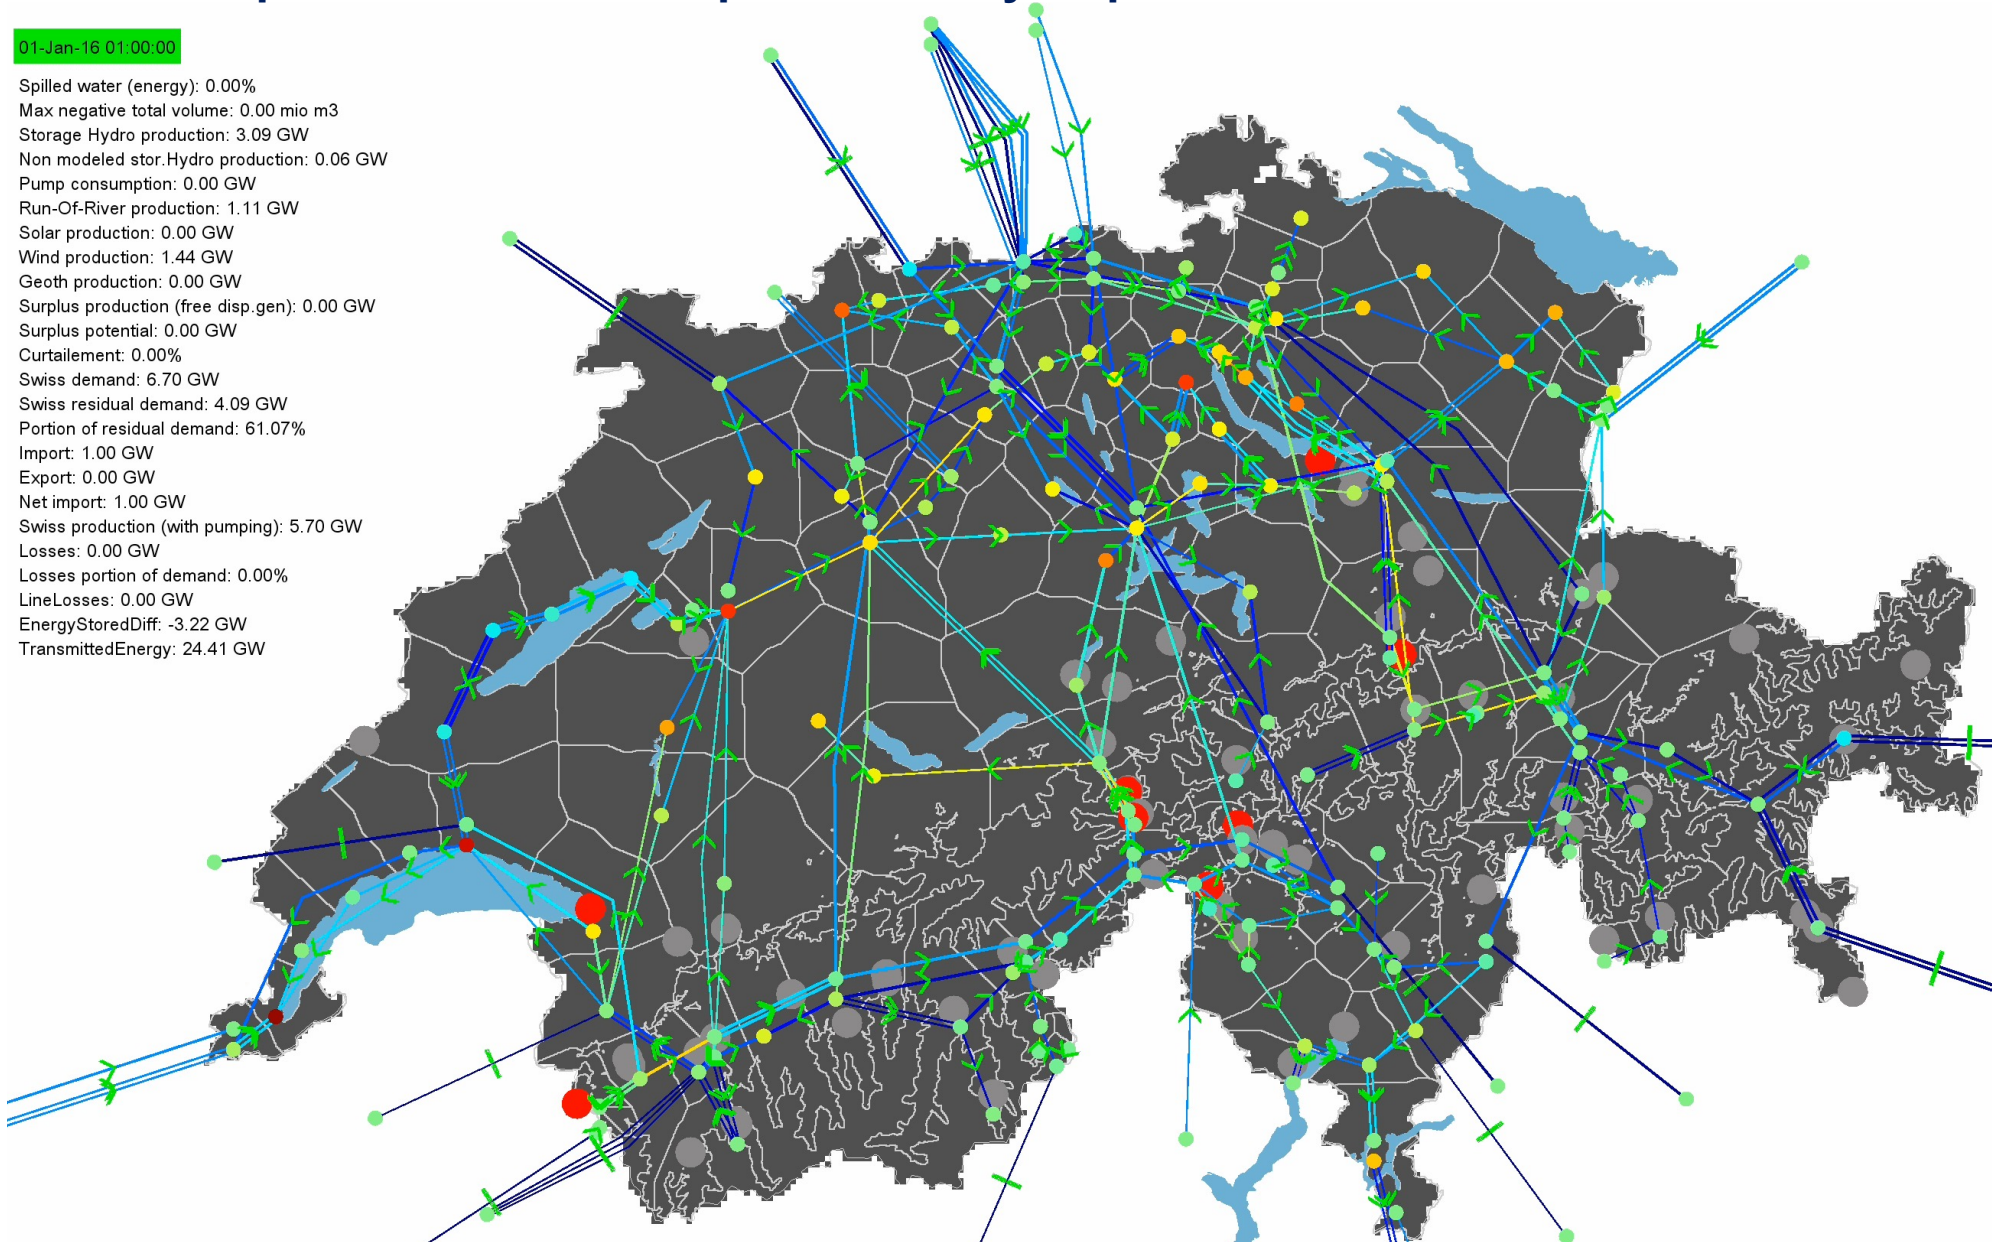 01-Jan-16 01:00:00
Spilled water (energy): 0.00%
Max negative total volume: 0.00 mio m3
Storage Hydro production: 3.09 GW
Non modeled stor.Hydro production: 0.06 GW
Pump consumption: 0.00 GW
Run-Of-River production: 1.11 GW
Solar production: 0.00 GW
Wind production: 1.44 GW
Geoth production: 0.00 GW
Surplus production (free disp.gen): 0.00 GW
Surplus potential: 0.00 GW
Curtailement: 0.00%
Swiss demand: 6.70 GW
Swiss residual demand: 4.09 GW
Portion of residual demand: 61.07%
Import: 1.00 GW
Export: 0.00 GW
Net import: 1.00 GW
Swiss production (with pumping): 5.70 GW
Losses: 0.00 GW
Losses portion of demand: 0.00%
LineLosses: 0.00 GW
EnergyStoredDiff: -3.22 GW
TransmittedEnergy: 24.41 GW